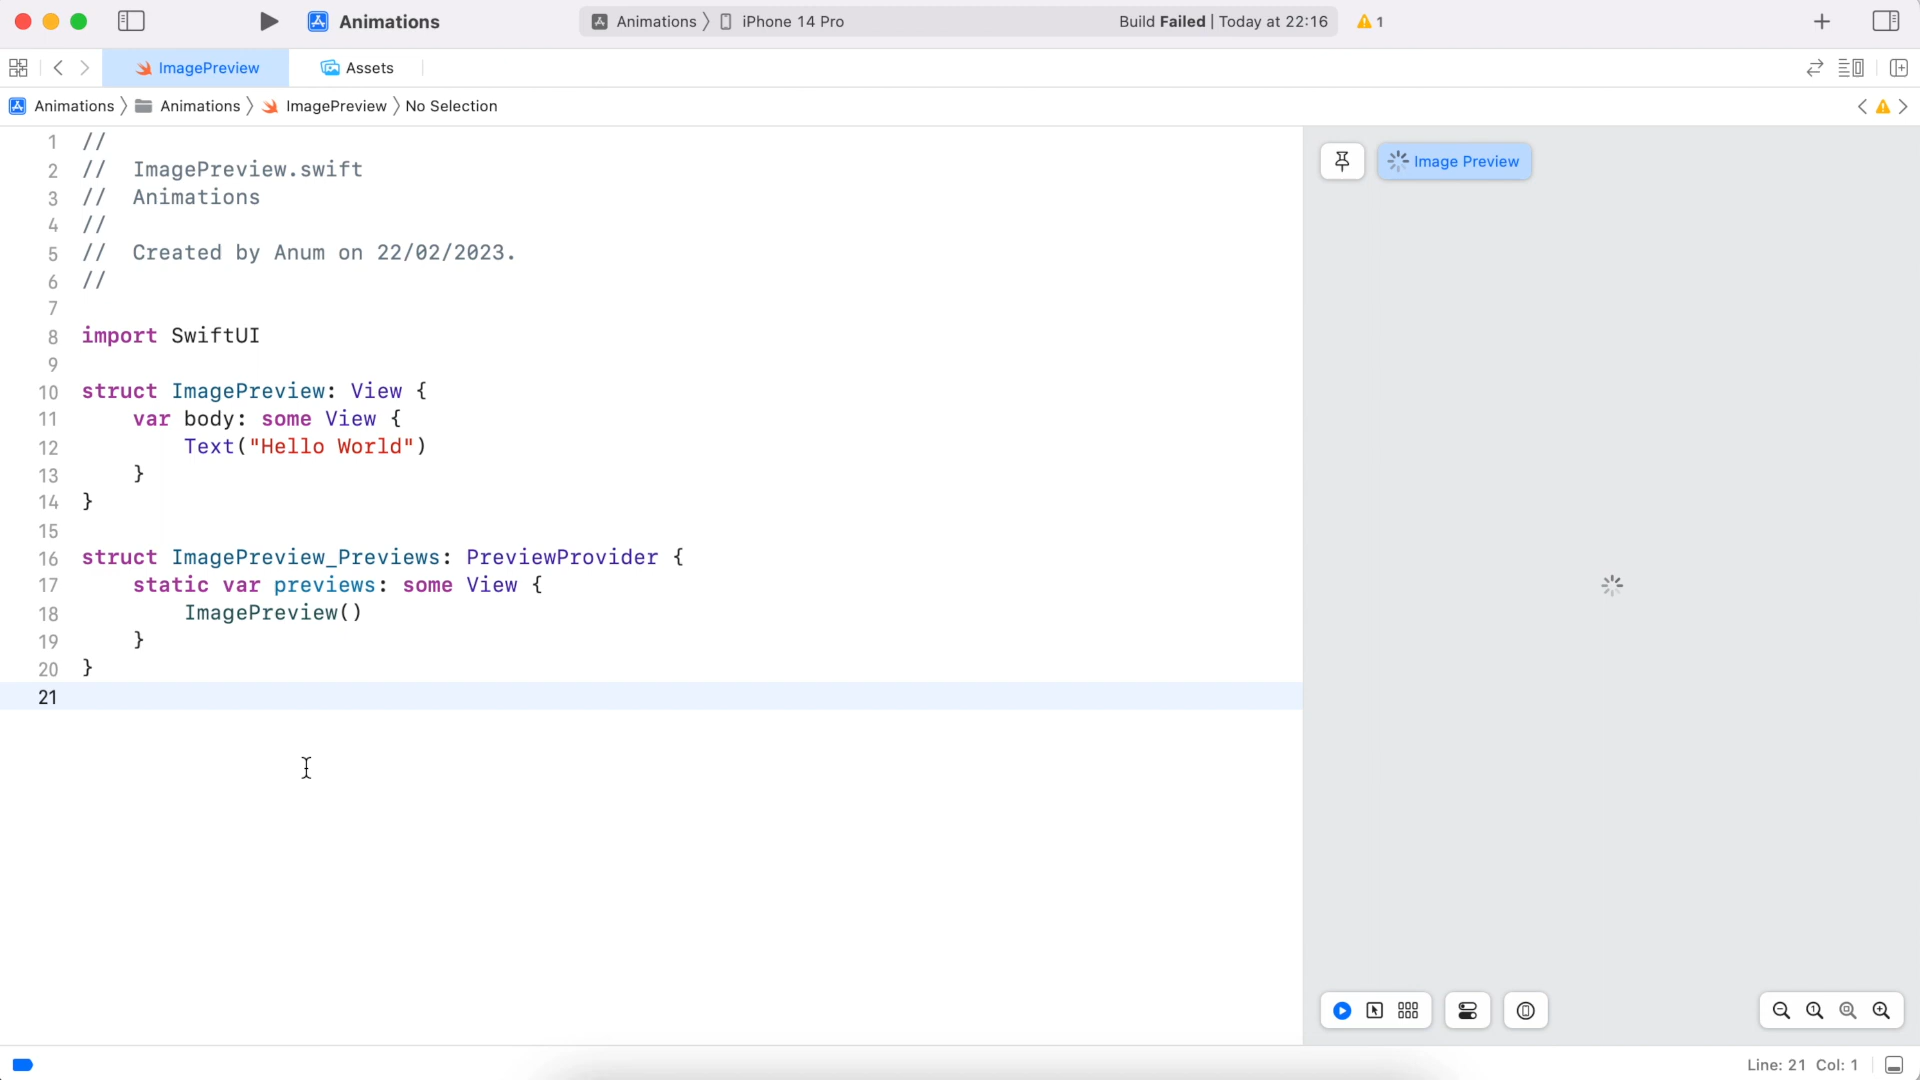 Animations
Animations 〉 iPhone 14 Pro
Build Failed | Today at 22:16
1
ImagePreview
Assets
Animations 〉 Animations 〉 ImagePreview 〉 No Selection
1 //
2 //  ImagePreview.swift
3 //  Animations
4 //
5 //  Created by Anum on 22/02/2023.
6 //
7
8 import SwiftUI
9
10 struct ImagePreview: View {
11     var body: some View {
12         Text("Hello World")
13     }
14 }
15
16 struct ImagePreview_Previews: PreviewProvider {
17     static var previews: some View {
18         ImagePreview()
19     }
20 }
21
Image Preview
Line: 21 Col: 1